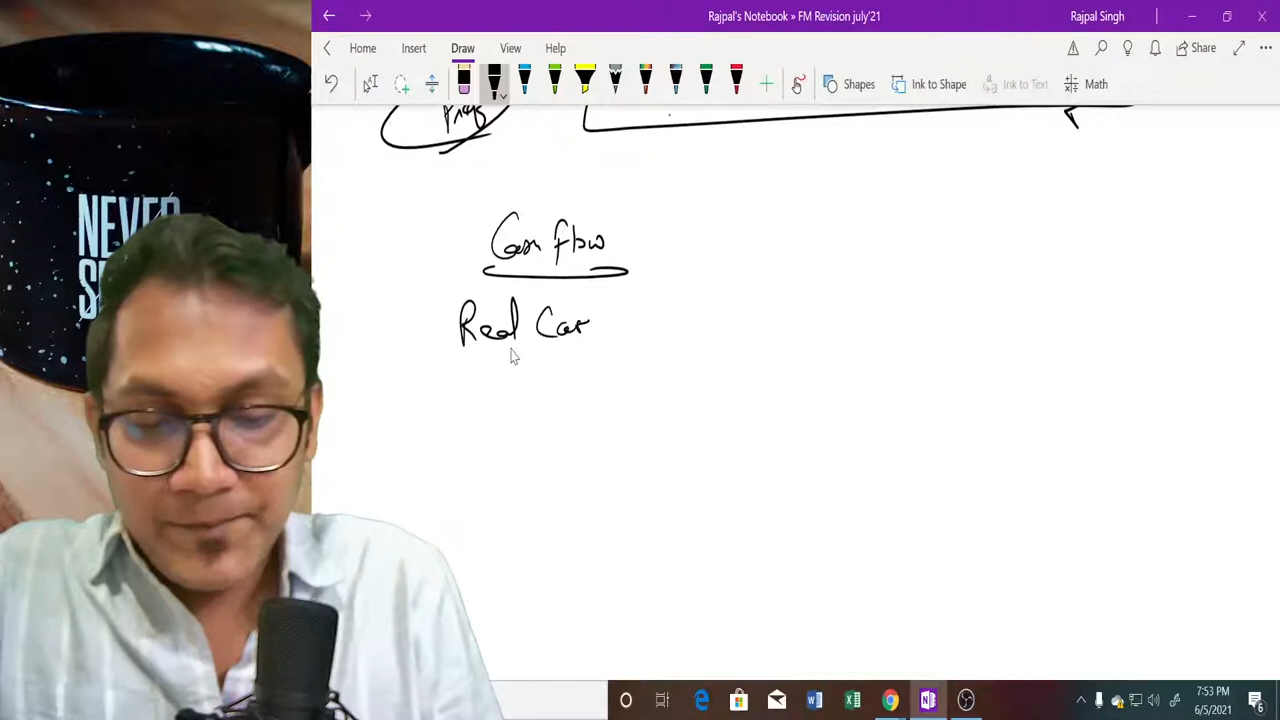 Rajpal's Notebook » FM Revision july'21
Rajpal Singh
Home Insert Draw View Help
Share
Shapes
Ink to Shape
Ink to Text
Math
NEVER
Cash flow
Real Car
7:53 PM
6/5/2021